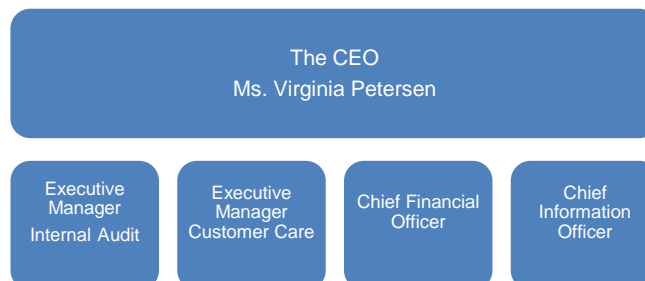 The CEO
Ms. Virginia Petersen
Executive
Manager
Internal Audit
Executive
Manager
Customer Care
Chief Financial
Officer
Chief
Information
Officer